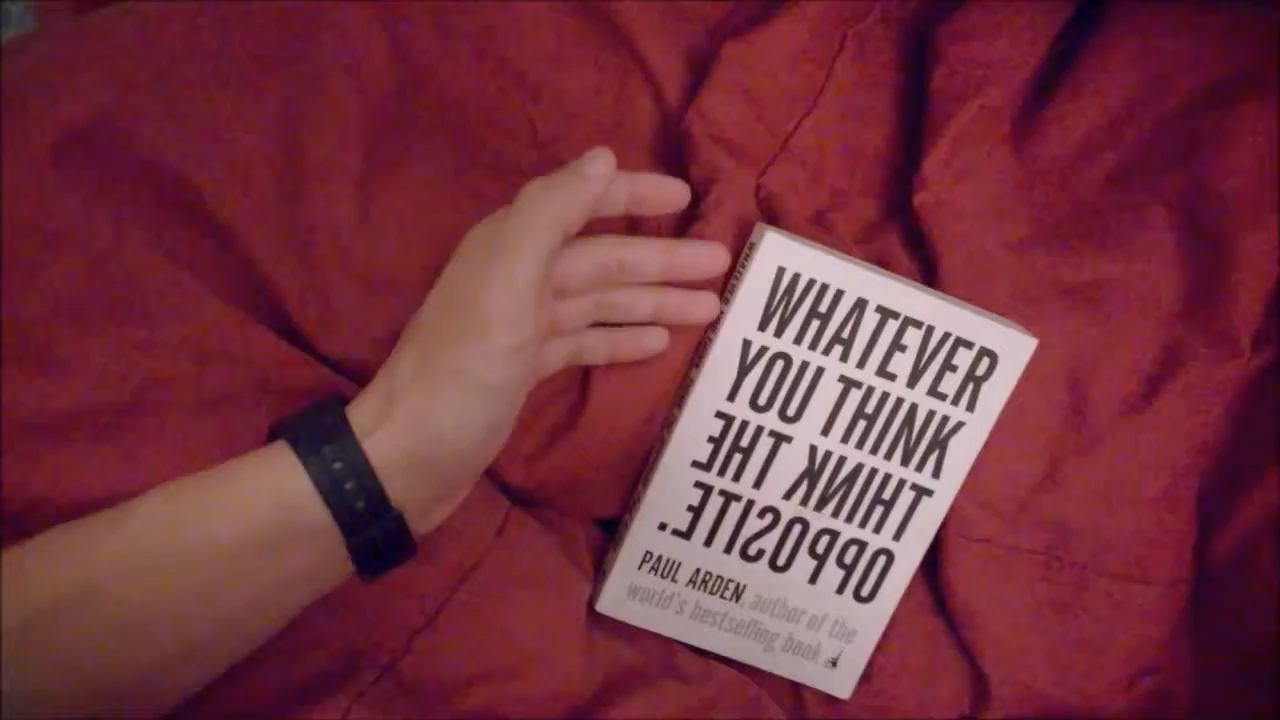 WHATEVER
YOU THINK
THINK THE
OPPOSITE.
PAUL ARDEN, author of the
world's bestselling book